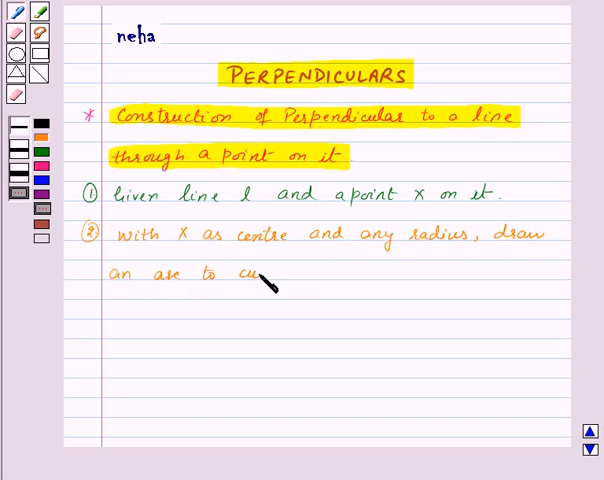 neha
PERPENDICULARS
* Construction of Perpendicular to a line
through a point on it.
① Given line l and a point X on it.
② With X as centre and any radius, draw
an arc to cu